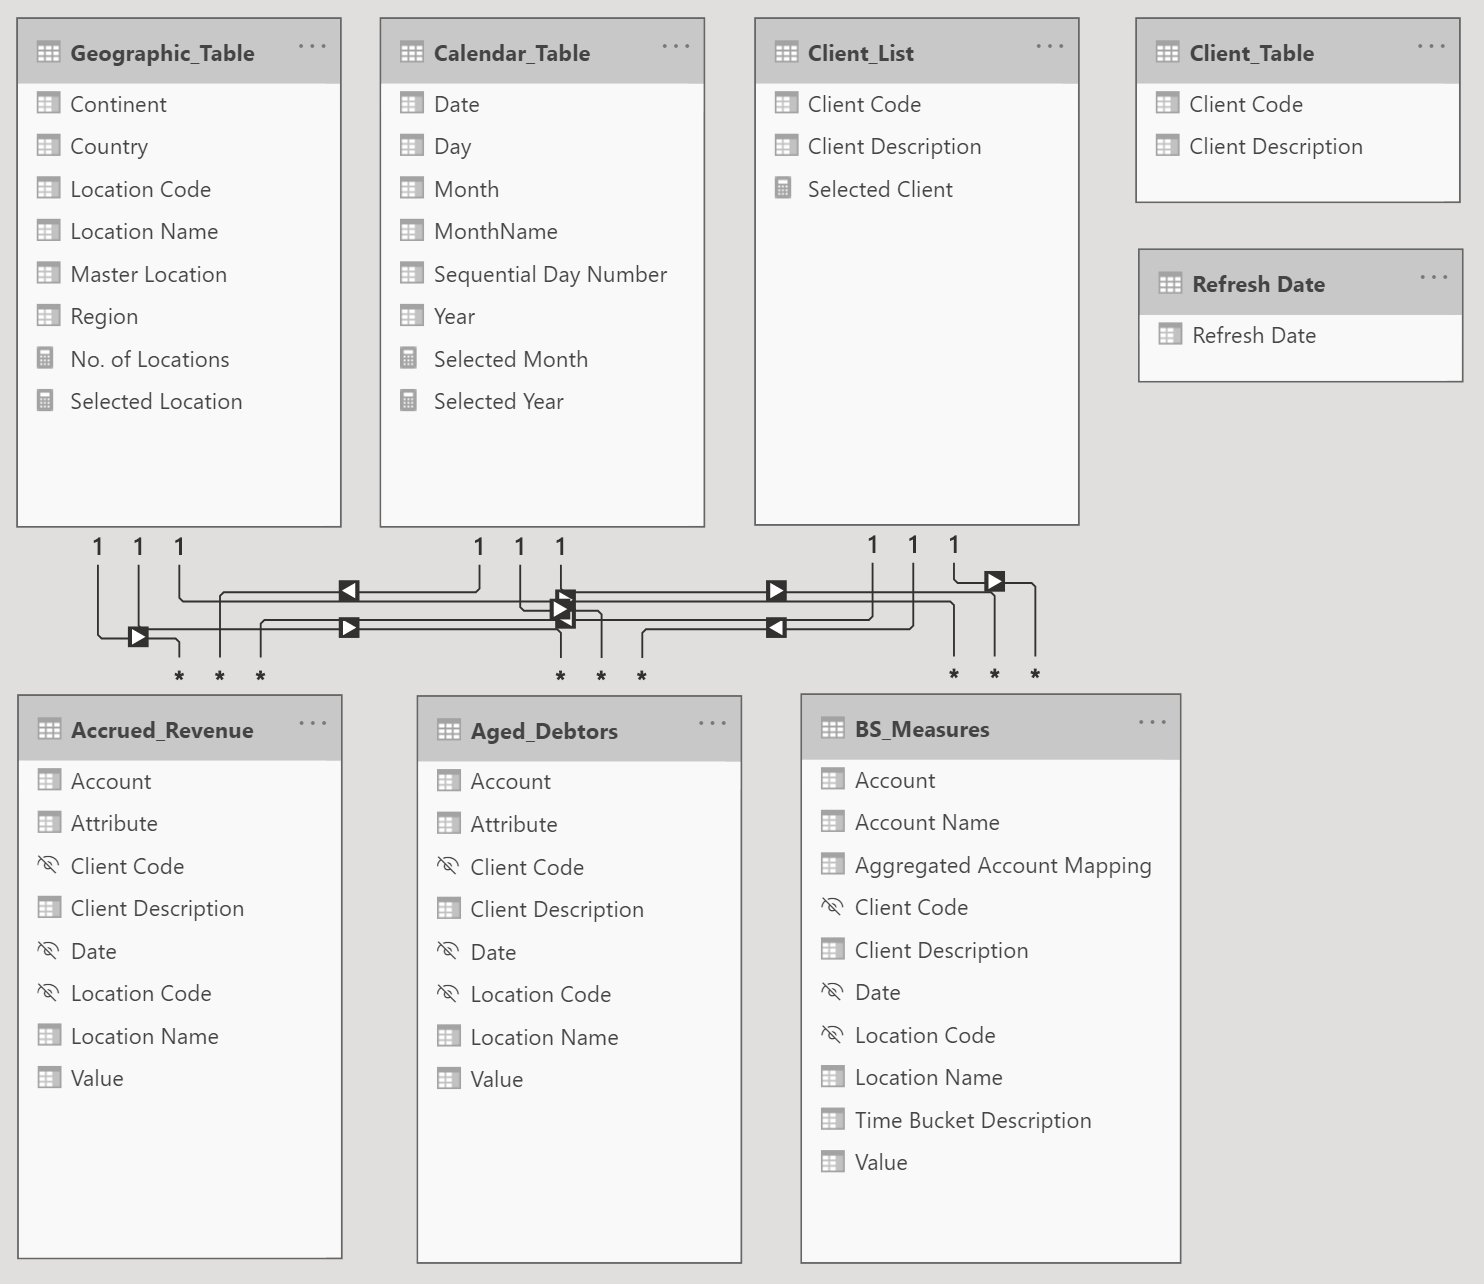 Geographic_Table
Continent
Country
Location Code
Location Name
Master Location
Region
No. of Locations
Selected Location
Calendar_Table
Date
Day
Month
MonthName
Sequential Day Number
Year
Selected Month
Selected Year
Client_List
Client Code
Client Description
Selected Client
Client_Table
Client Code
Client Description
Refresh Date
Refresh Date
1 1 1
1 1 1
1 1 1
* * *
* * *
* * *
Accrued_Revenue
Account
Attribute
Client Code
Client Description
Date
Location Code
Location Name
Value
Aged_Debtors
Account
Attribute
Client Code
Client Description
Date
Location Code
Location Name
Value
BS_Measures
Account
Account Name
Aggregated Account Mapping
Client Code
Client Description
Date
Location Code
Location Name
Time Bucket Description
Value